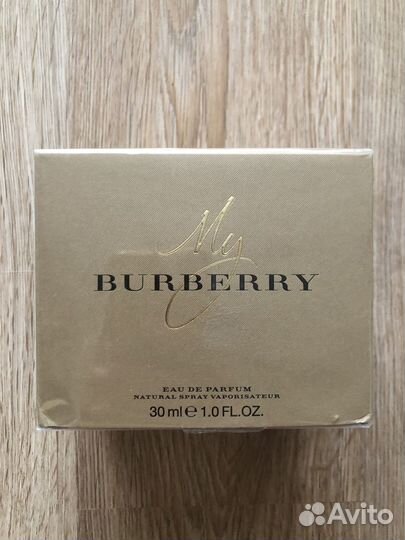 My
BURBERRY
EAU DE PARFUM
NATURAL SPRAY VAPORISATEUR
30 ml ℮ 1.0 FL.OZ.
Avito